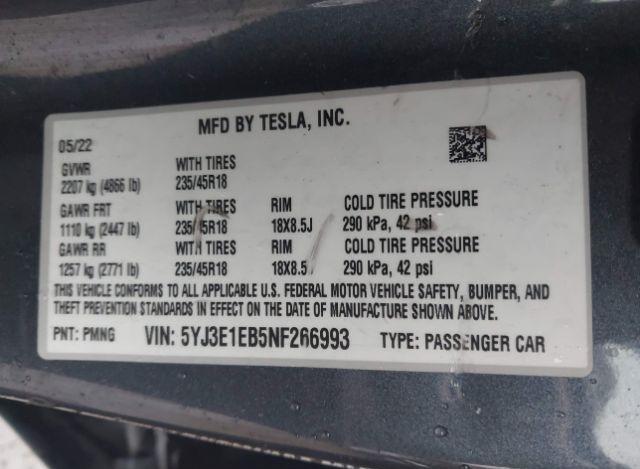 MFD BY TESLA, INC.
05/22
GVWR WITH TIRES
2207 kg (4866 lb) 235/45R18
GAWR FRT WITH TIRES RIM COLD TIRE PRESSURE
1110 kg (2447 lb) 235/45R18 18X8.5J 290 kPa, 42 psi
GAWR RR WITH TIRES RIM COLD TIRE PRESSURE
1257 kg (2771 lb) 235/45R18 18X8.5 290 kPa, 42 psi
THIS VEHICLE CONFORMS TO ALL APPLICABLE U.S. FEDERAL MOTOR VEHICLE SAFETY, BUMPER, AND
THEFT PREVENTION STANDARDS IN EFFECT ON THE DATE OF MANUFACTURE SHOWN ABOVE.
PNT: PMNG VIN: 5YJ3E1EB5NF266993 TYPE: PASSENGER CAR